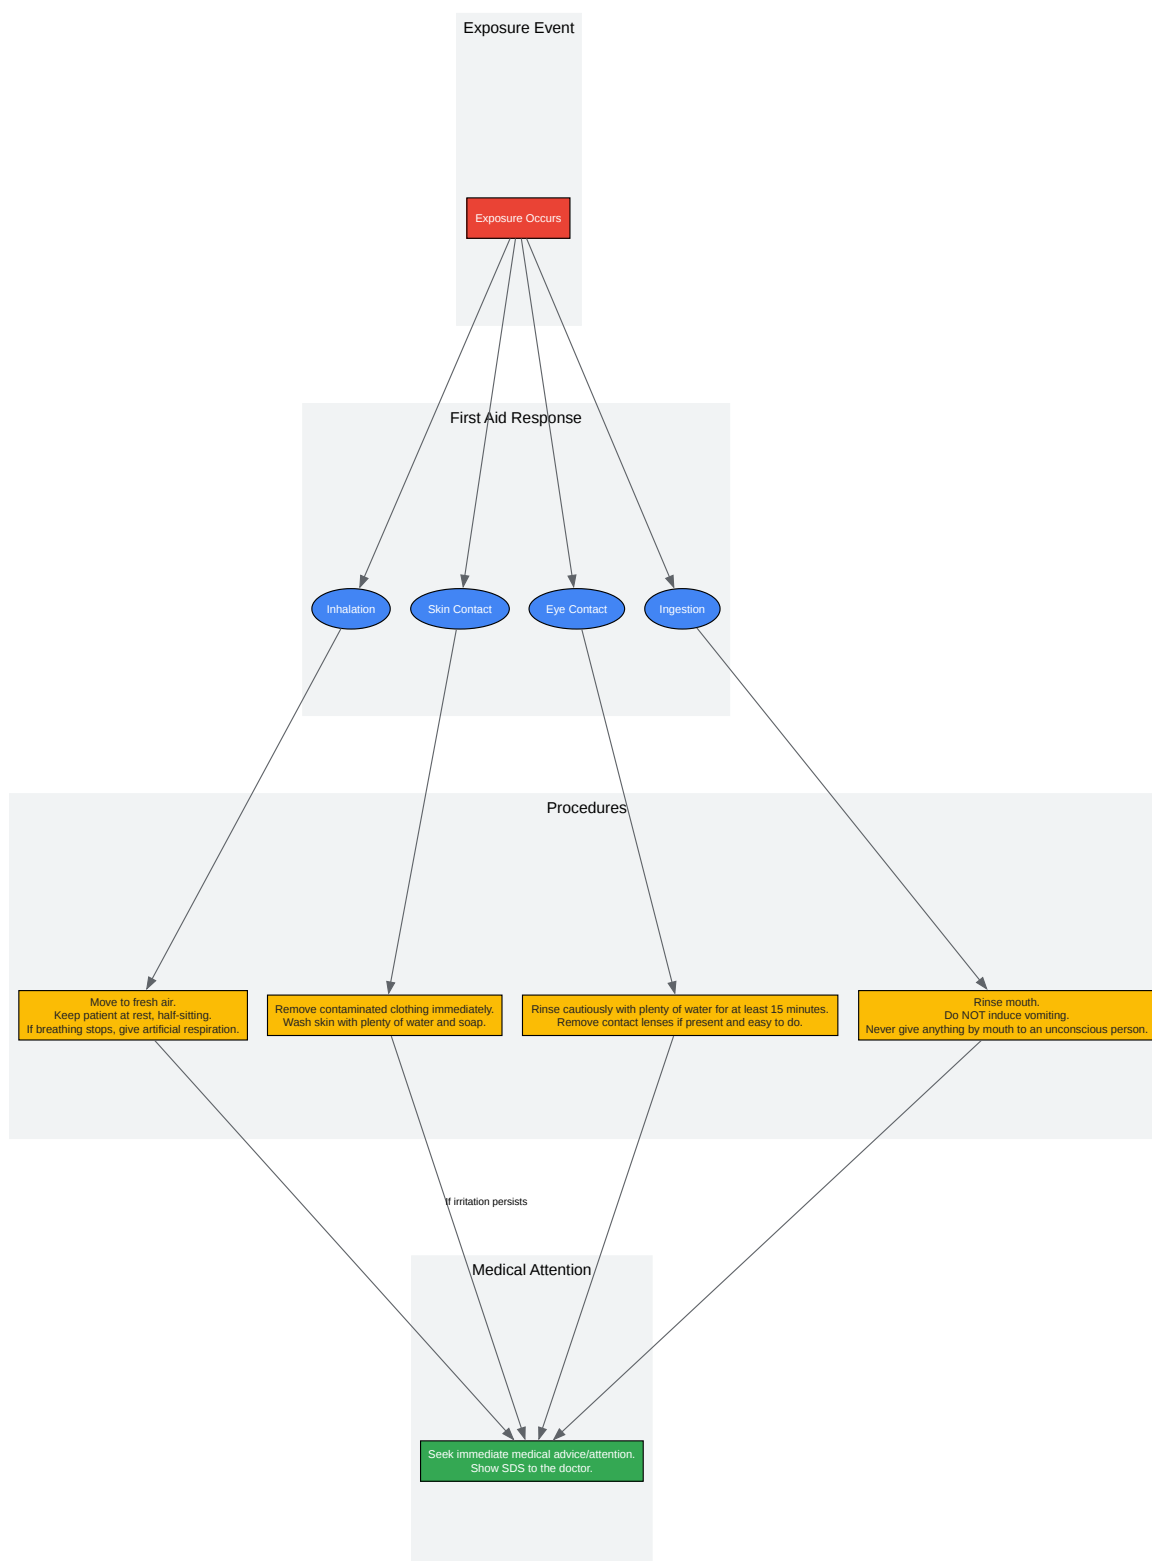 Exposure Event
Exposure Occurs
First Aid Response
Inhalation
Skin Contact
Eye Contact
Ingestion
Procedures
Move to fresh air.
Keep patient at rest, half-sitting.
If breathing stops, give artificial respiration.
Remove contaminated clothing immediately.
Wash skin with plenty of water and soap.
Rinse cautiously with plenty of water for at least 15 minutes.
Remove contact lenses if present and easy to do.
Rinse mouth.
Do NOT induce vomiting.
Never give anything by mouth to an unconscious person.
If irritation persists
Medical Attention
Seek immediate medical advice/attention.
Show SDS to the doctor.